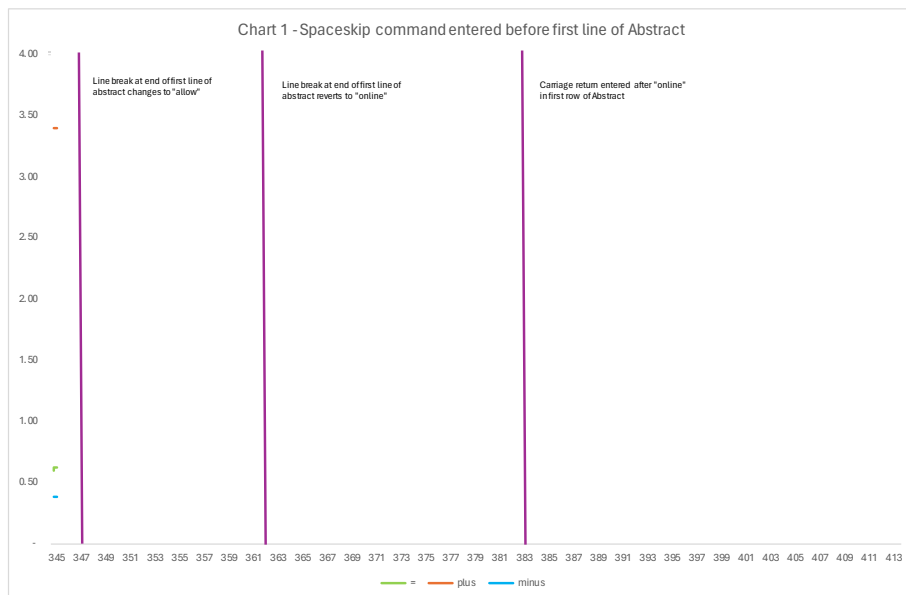 Chart 1 - Spaceskip command entered before first line of Abstract
4.00
3.50
3.00
2.50
2.00
1.50
1.00
0.50
-
Line break at end of first line of
abstract changes to "allow"
Line break at end of first line of
abstract reverts to "online"
Carriage return entered after "online"
in first row of Abstract
345 347 349 351 353 355 357 359 361 363 365 367 369 371 373 375 377 379 381 383 385 387 389 391 393 395 397 399 401 403 405 407 409 411 413
= plus minus